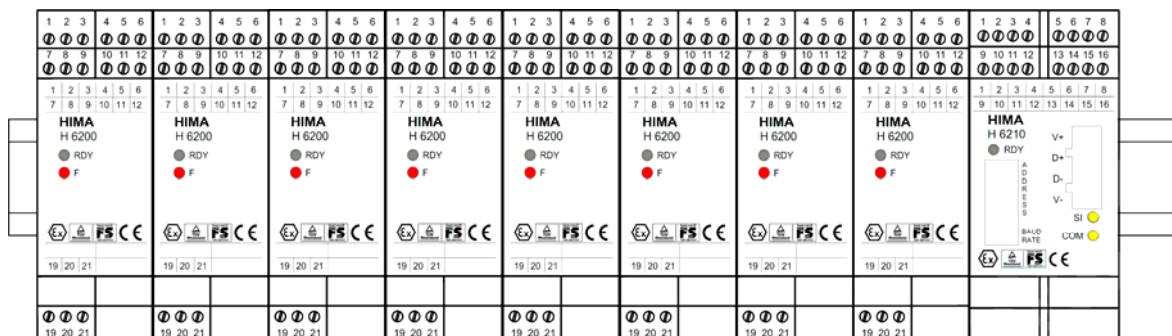 1 2 3 4 5 6 1 2 3 4 5 6 1 2 3 4 5 6 1 2 3 4 5 6 1 2 3 4 5 6 1 2 3 4 5 6 1 2 3 4 5 6 1 2 3 4 5 6 1 2 3 4 5 6 7 8
7 8 9 10 11 12 7 8 9 10 11 12 7 8 9 10 11 12 7 8 9 10 11 12 7 8 9 10 11 12 7 8 9 10 11 12 7 8 9 10 11 12 7 8 9 10 11 12 9 10 11 12 13 14 15 16
1 2 3 4 5 6 1 2 3 4 5 6 1 2 3 4 5 6 1 2 3 4 5 6 1 2 3 4 5 6 1 2 3 4 5 6 1 2 3 4 5 6 1 2 3 4 5 6 1 2 3 4 5 6 7 8
7 8 9 10 11 12 7 8 9 10 11 12 7 8 9 10 11 12 7 8 9 10 11 12 7 8 9 10 11 12 7 8 9 10 11 12 7 8 9 10 11 12 7 8 9 10 11 12 9 10 11 12 13 14 15 16
HIMA HIMA HIMA HIMA HIMA HIMA HIMA HIMA HIMA
H 6200 H 6200 H 6200 H 6200 H 6200 H 6200 H 6200 H 6200 H 6210 V+
RDY RDY RDY RDY RDY RDY RDY RDY RDY D+
F F F F F F F F
ADDRESS
D-
V-
SI
BAUD RATE
COM
Ex FS CE Ex FS CE Ex FS CE Ex FS CE Ex FS CE Ex FS CE Ex FS CE Ex FS CE Ex FS CE
19 20 21 19 20 21 19 20 21 19 20 21 19 20 21 19 20 21 19 20 21 19 20 21
19 20 21 19 20 21 19 20 21 19 20 21 19 20 21 19 20 21 19 20 21 19 20 21